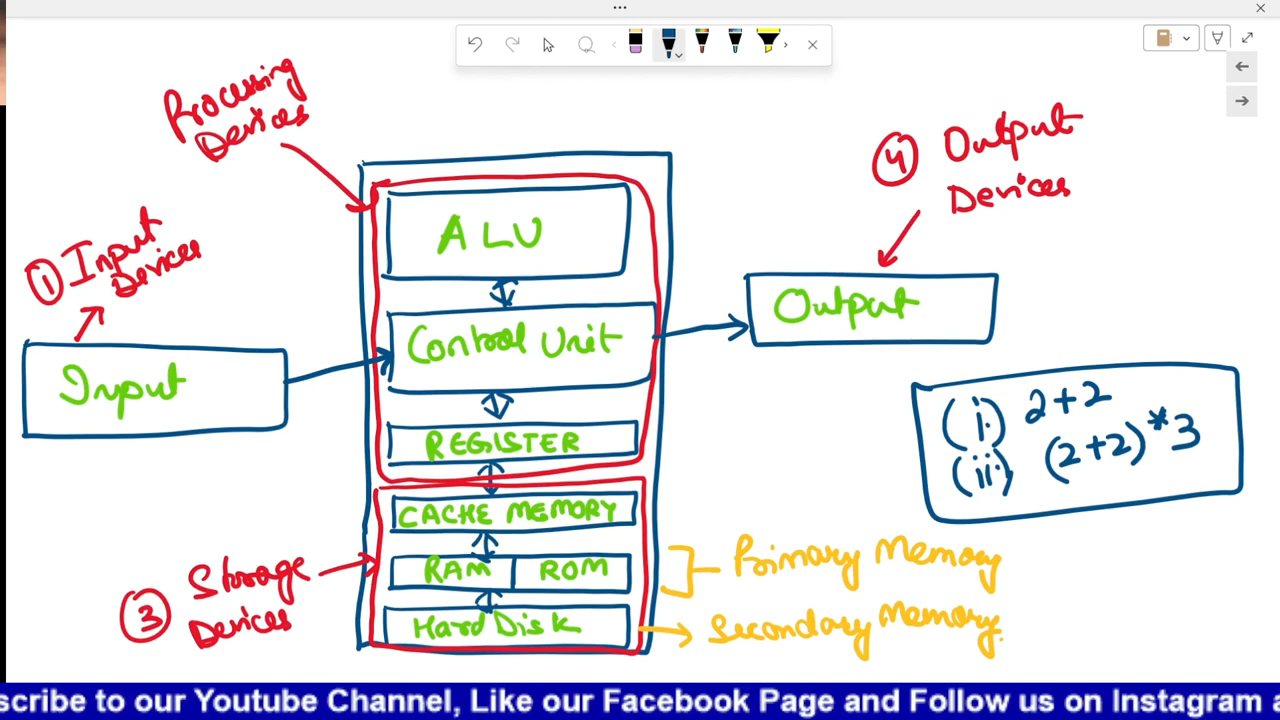 Processing
Devices
① Input
Devices
④ Output
Devices
ALU
Control Unit
REGISTER
CACHE MEMORY
RAM ROM
Hard Disk
Input
Output
(i) 2+2
(ii) (2+2)*3
③ Storage
Devices
Primary Memory
Secondary Memory.
scribe to our Youtube Channel, Like our Facebook Page and Follow us on Instagram a